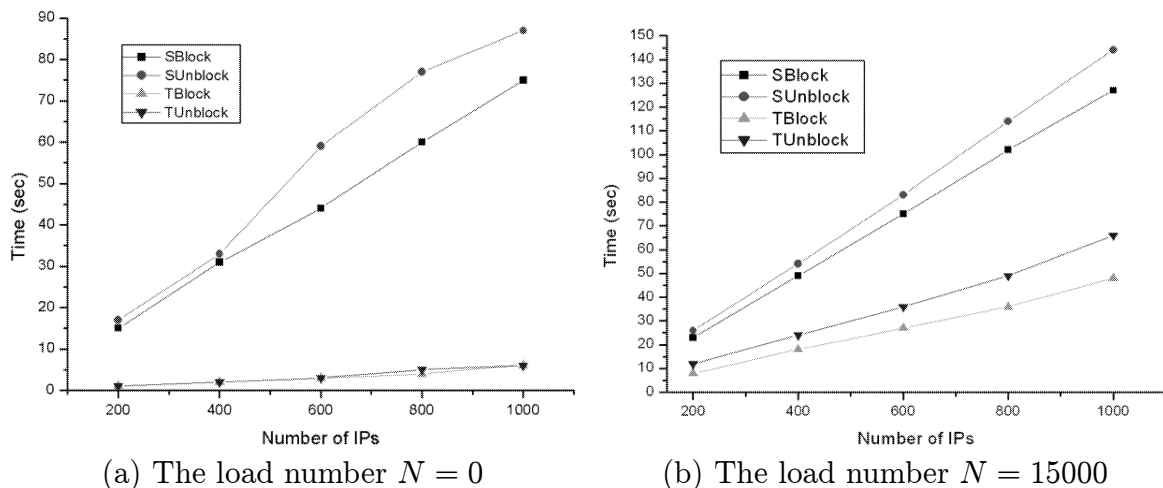 90
80
70
60
50
40
30
20
10
0
Time (sec)
SBlock
SUnblock
TBlock
TUnblock
200 400 600 800 1000
Number of IPs
(a) The load number N = 0
150
140
130
120
110
100
90
80
70
60
50
40
30
20
10
0
Time (sec)
SBlock
SUnblock
TBlock
TUnblock
200 400 600 800 1000
Number of IPs
(b) The load number N = 15000